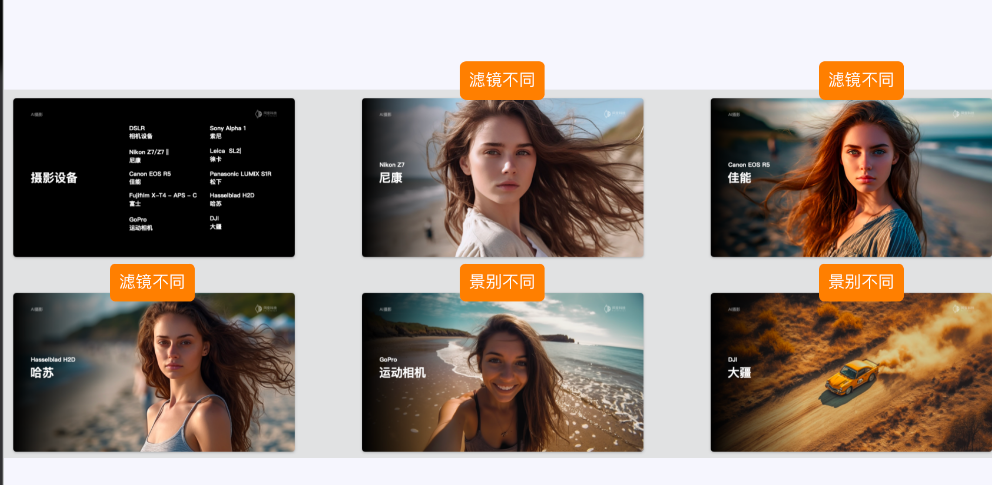 滤镜不同
滤镜不同
AI摄影
摄影设备
DSLR
相机设备
Nikon Z7/Z7 ‖
尼康
Canon EOS R5
佳能
Fujihim X-T4 - APS - C
富士
GoPro
运动相机
Sony Alpha 1
索尼
Leica SL2|
徕卡
Panasonic LUMIX S1R
松下
Hasselblad H2D
哈苏
DJI
大疆
AI摄影
Nikon Z7
尼康
AI摄影
Canon EOS R5
佳能
滤镜不同
景别不同
景别不同
AI摄影
Hasselblad H2D
哈苏
AI摄影
GoPro
运动相机
AI摄影
DJI
大疆